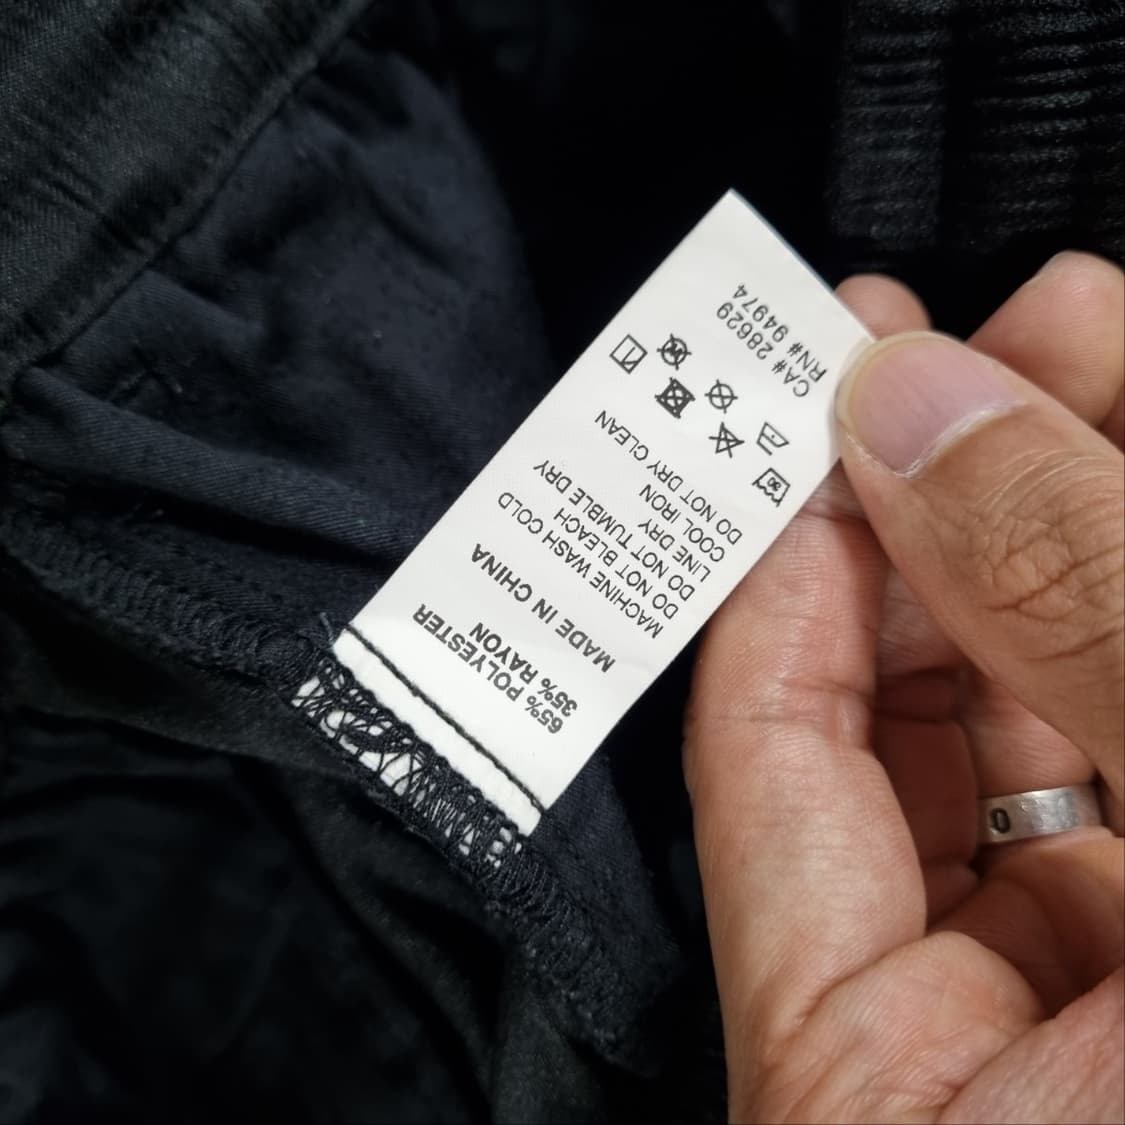 65% POLYESTER
35% RAYON
MADE IN CHINA
MACHINE WASH COLD
DO NOT BLEACH
DO NOT TUMBLE DRY
LINE DRY
COOL IRON
DO NOT DRY CLEAN
30
CA# 28629
RN# 94974
O